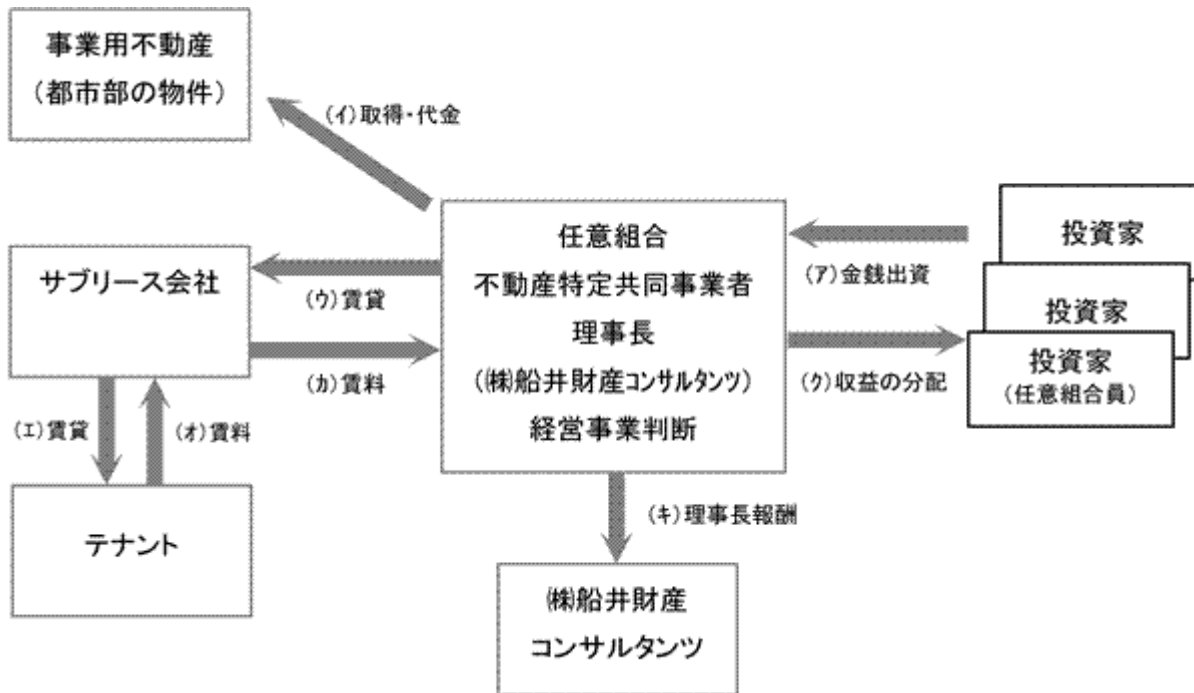 事業用不動産
（都市部の物件）
(イ)取得・代金
任意組合
不動産特定共同事業者
理事長
（㈱船井財産ｺﾝｻﾙﾀﾝﾂ）
経営事業判断
投資家
投資家
投資家
（任意組合員）
(ア)金銭出資
(ク)収益の分配
サブリース会社
(ウ)賃貸
(カ)賃料
(エ)賃貸
(オ)賃料
テナント
(キ)理事長報酬
㈱船井財産
コンサルタンツ